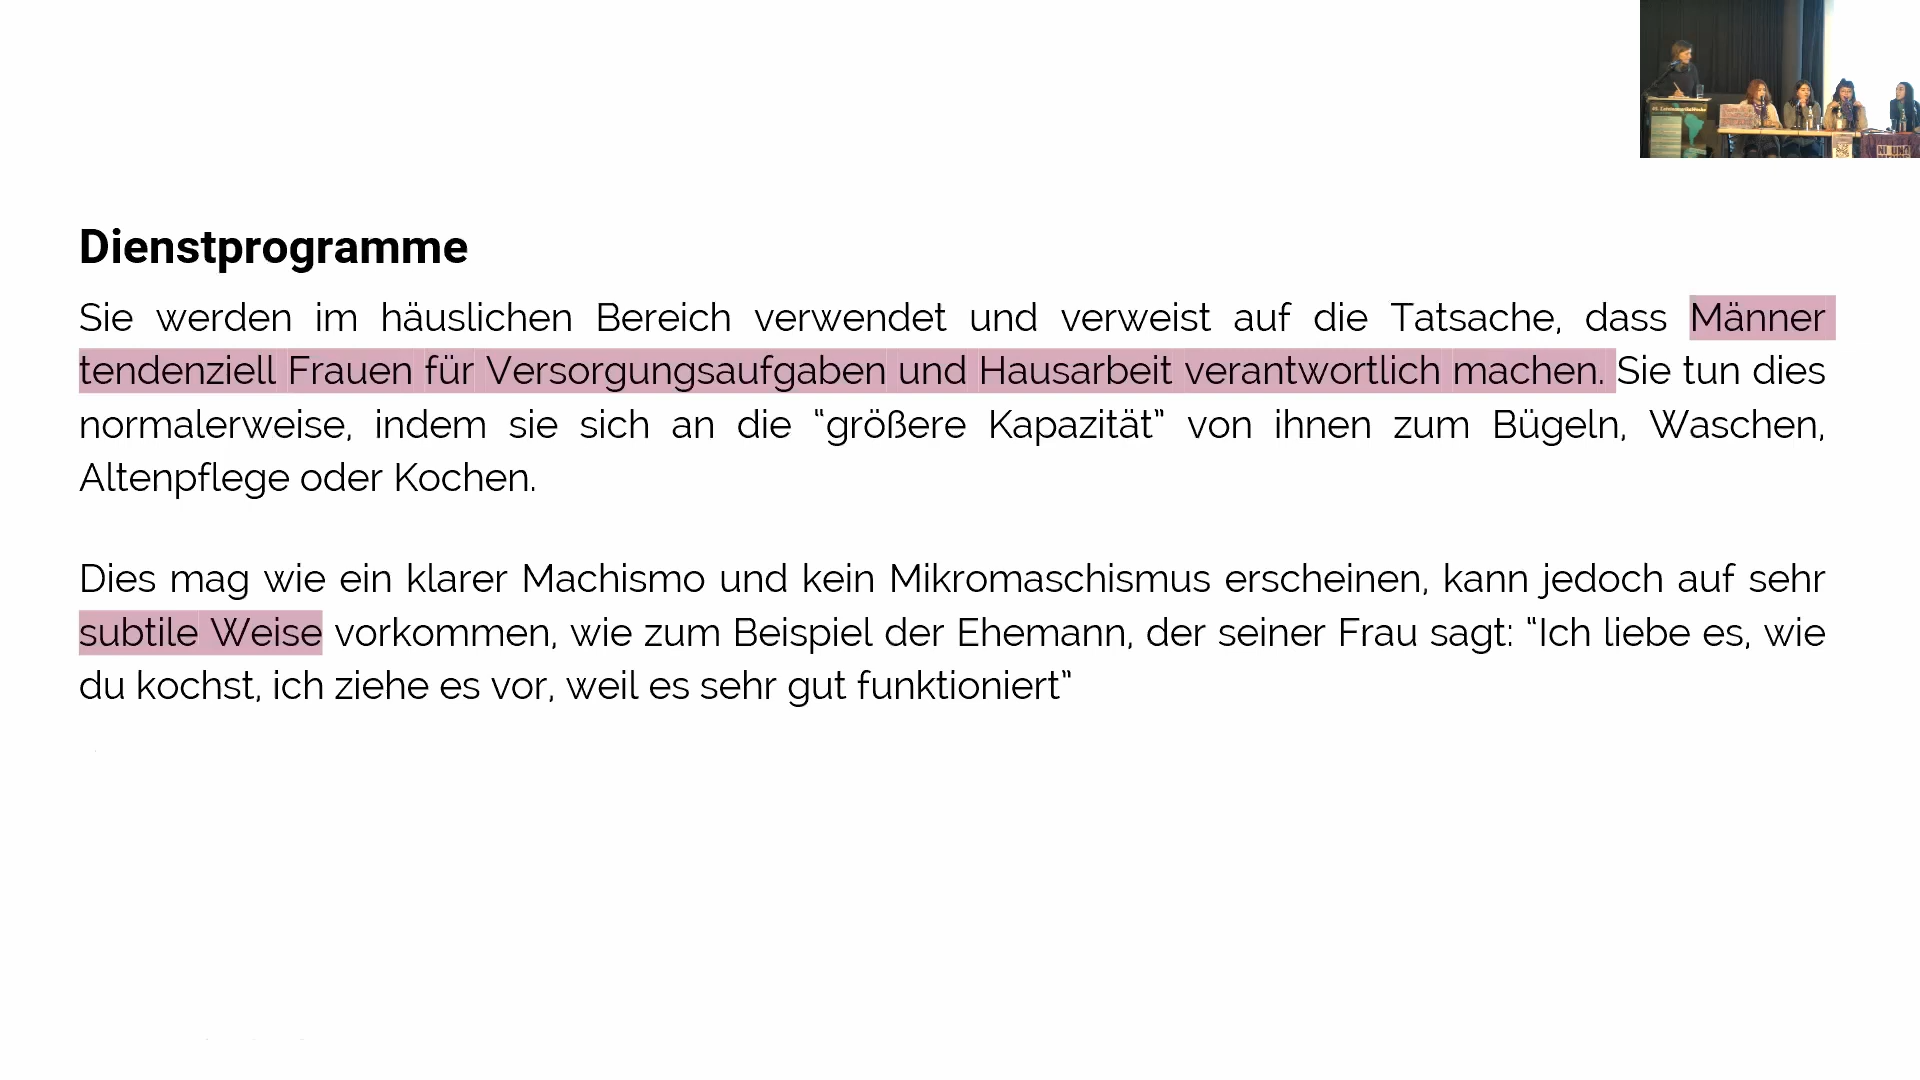 Dienstprogramme
Sie werden im häuslichen Bereich verwendet und verweist auf die Tatsache, dass Männer
tendenziell Frauen für Versorgungsaufgaben und Hausarbeit verantwortlich machen. Sie tun dies
normalerweise, indem sie sich an die “größere Kapazität” von ihnen zum Bügeln, Waschen,
Altenpflege oder Kochen.
Dies mag wie ein klarer Machismo und kein Mikromaschismus erscheinen, kann jedoch auf sehr
subtile Weise vorkommen, wie zum Beispiel der Ehemann, der seiner Frau sagt: “Ich liebe es, wie
du kochst, ich ziehe es vor, weil es sehr gut funktioniert”
NI UNA